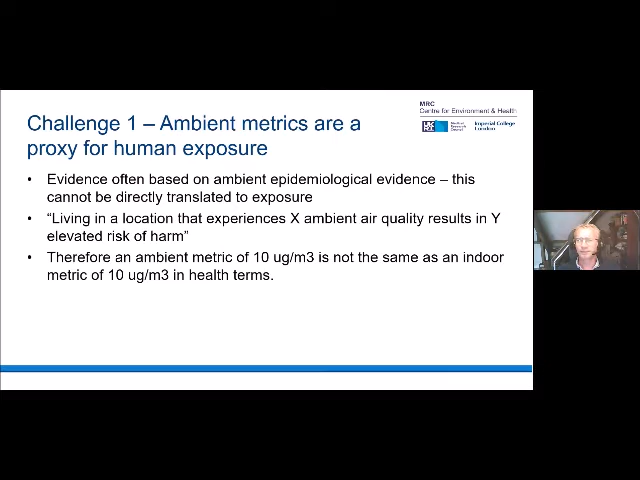 MRC
Centre for Environment & Health
Medical
Research
Council
Imperial College
London
Challenge 1 – Ambient metrics are a
proxy for human exposure
• Evidence often based on ambient epidemiological evidence – this
cannot be directly translated to exposure
• “Living in a location that experiences X ambient air quality results in Y
elevated risk of harm”
• Therefore an ambient metric of 10 ug/m3 is not the same as an indoor
metric of 10 ug/m3 in health terms.